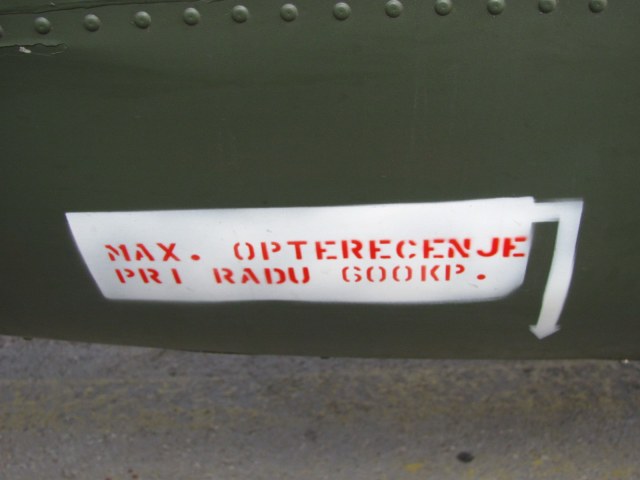 MAX. OPTERECENJE
PRI RADU 600KP.